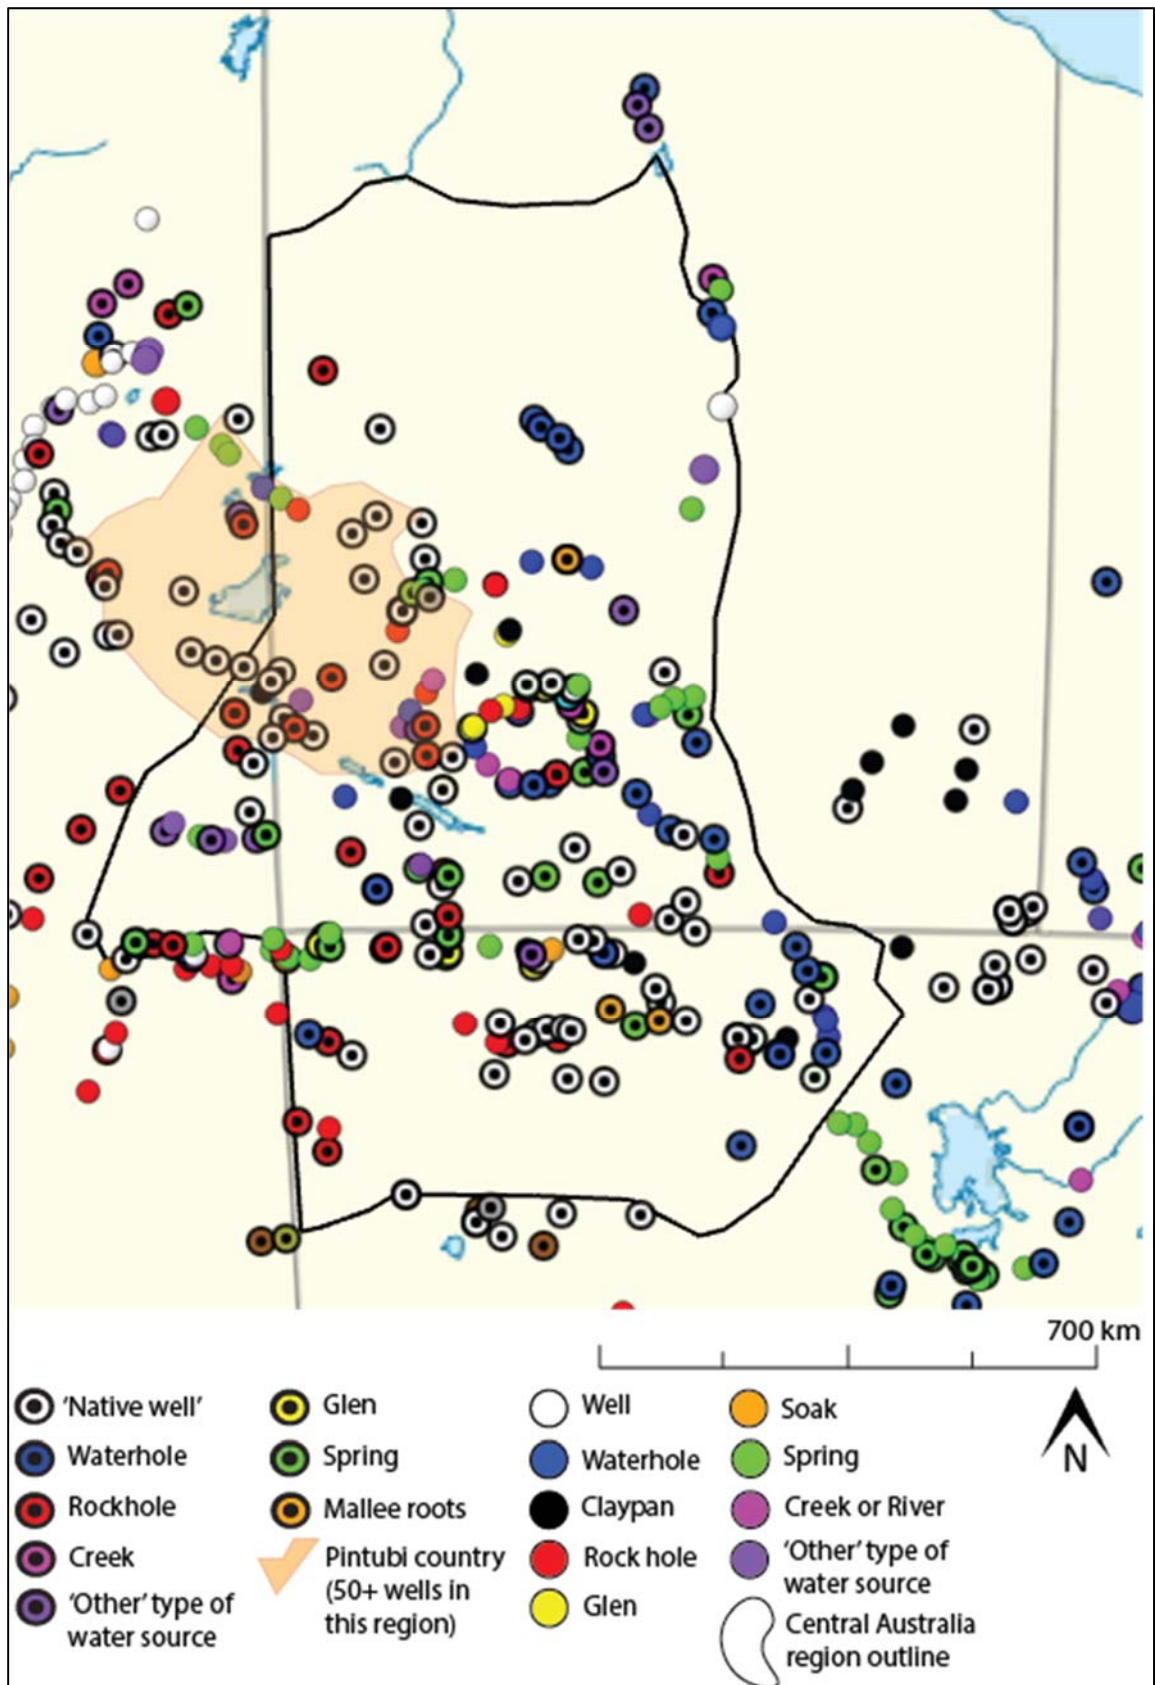 700 km
'Native well'
Waterhole
Rockhole
Creek
'Other' type of
water source
Glen
Spring
Mallee roots
Pintubi country
(50+ wells in
this region)
Well
Waterhole
Claypan
Rock hole
Glen
Soak
Spring
Creek or River
'Other' type of
water source
Central Australia
region outline
N